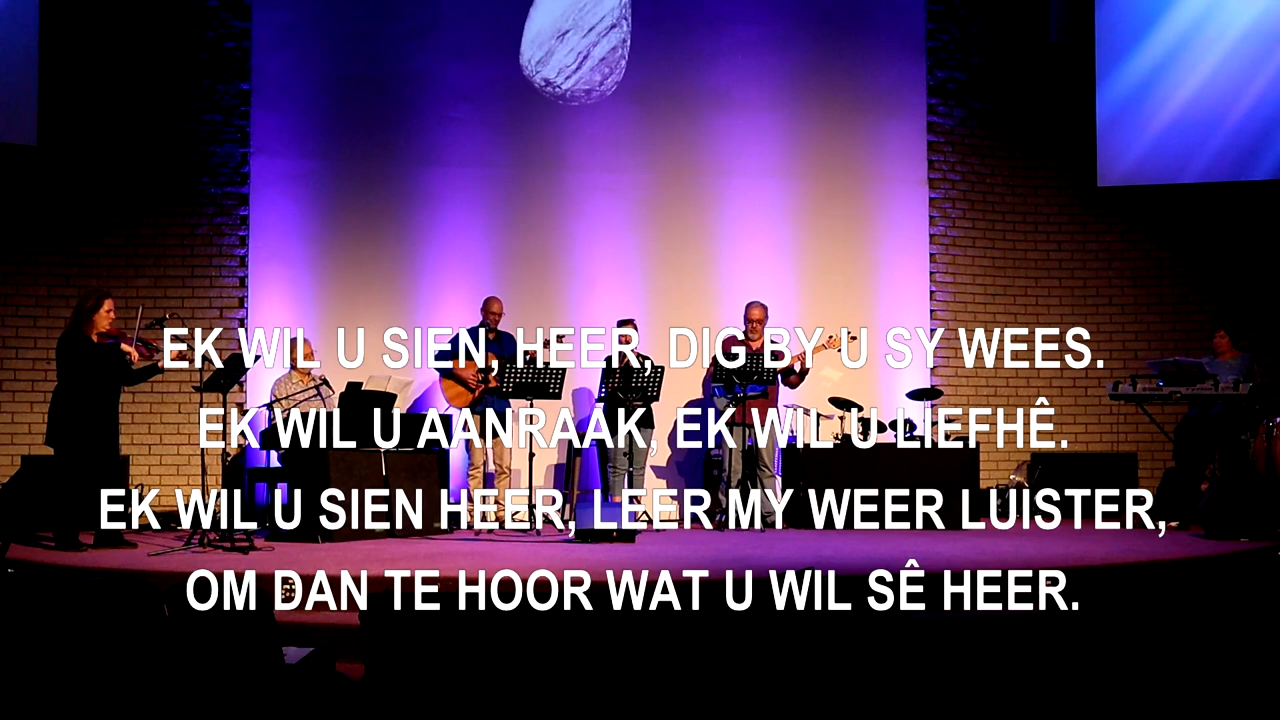 EK WIL U SIEN, HEER, DIG BY U SY WEES.
EK WIL U AANRAAK, EK WIL U LIEFHÊ.
EK WIL U SIEN HEER, LEER MY WEER LUISTER,
OM DAN TE HOOR WAT U WIL SÊ HEER.